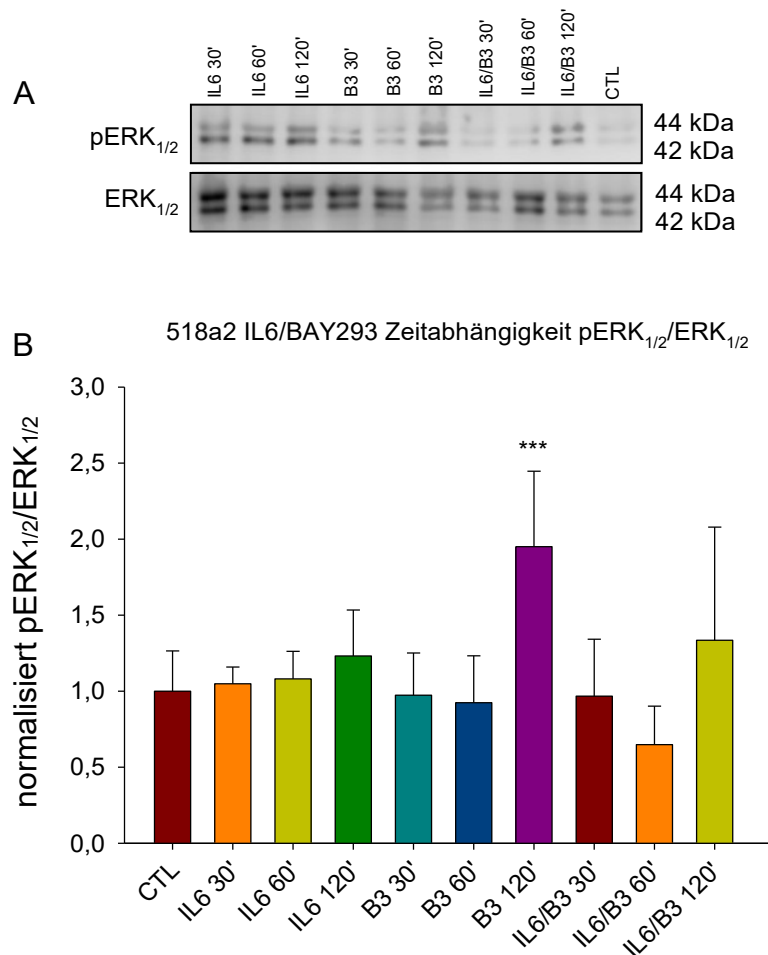 A
IL6 30'
IL6 60'
IL6 120'
B3 30'
B3 60'
B3 120'
IL6/B3 30'
IL6/B3 60'
IL6/B3 120'
CTL
pERK1/2
44 kDa
42 kDa
ERK1/2
44 kDa
42 kDa
B
518a2 IL6/BAY293 Zeitabhängigkeit pERK1/2/ERK1/2
normalisiert pERK1/2/ERK1/2
3,0
2,5
2,0
1,5
1,0
0,5
0,0
***
CTL
IL6 30'
IL6 60'
IL6 120'
B3 30'
B3 60'
B3 120'
IL6/B3 30'
IL6/B3 60'
IL6/B3 120'